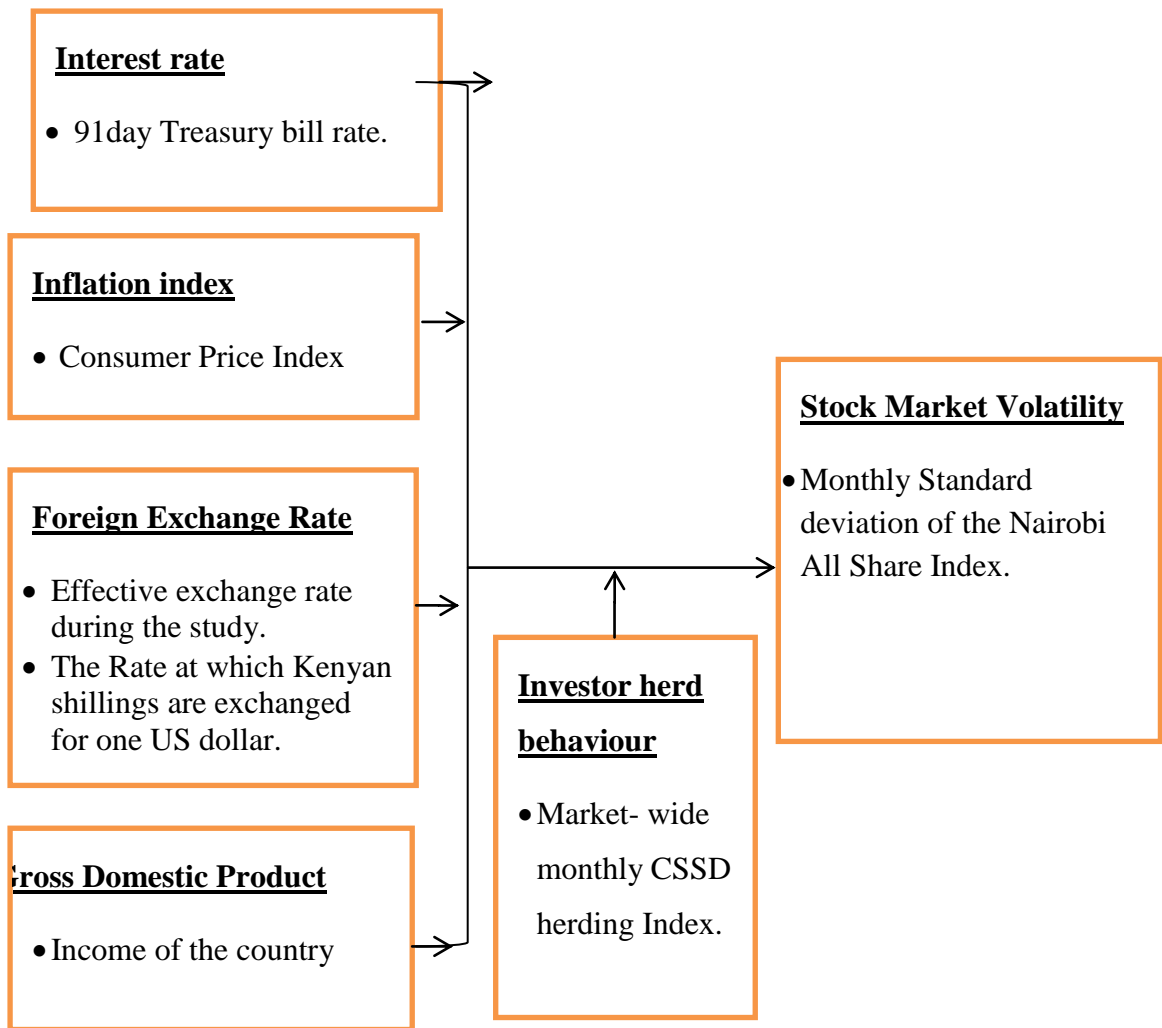 Interest rate
• 91day Treasury bill rate.
Inflation index
• Consumer Price Index
Foreign Exchange Rate
• Effective exchange rate
during the study.
• The Rate at which Kenyan
shillings are exchanged
for one US dollar.
Gross Domestic Product
• Income of the country
Investor herd
behaviour
• Market- wide
monthly CSSD
herding Index.
Stock Market Volatility
• Monthly Standard
deviation of the Nairobi
All Share Index.